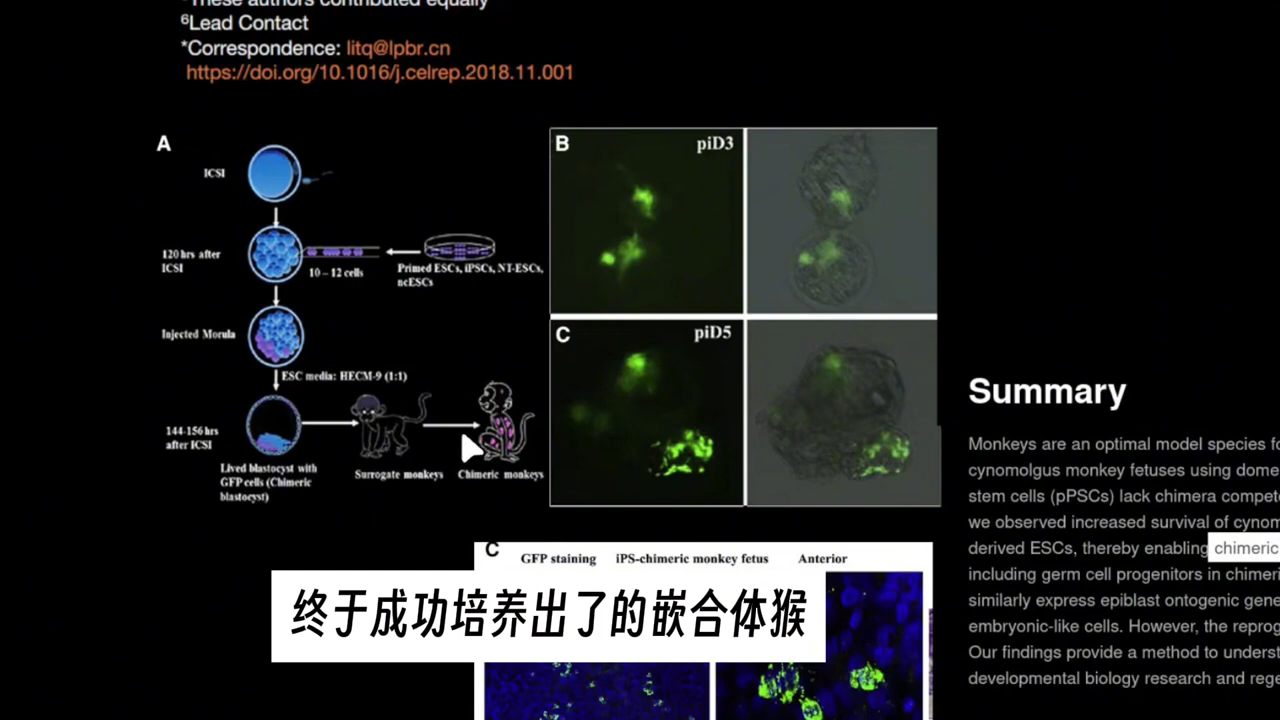 These authors contributed equally
⁶Lead Contact
*Correspondence: litq@lpbr.cn
https://doi.org/10.1016/j.celrep.2018.11.001
A
ICSI
120 hrs after
ICSI
10 – 12 cells
Primed ESCs, iPSCs, NT-ESCs,
ncESCs
Injected Morula
ESC media: HECM-9 (1:1)
144-156 hrs
after ICSI
Lived blastocyst with
GFP cells (Chimeric
blastocyst)
Surrogate monkeys
Chimeric monkeys
B
piD3
C
piD5
C
GFP staining
iPS-chimeric monkey fetus
Anterior
终于成功培养出了的嵌合体猴
Summary
Monkeys are an optimal model species fo
cynomolgus monkey fetuses using dome
stem cells (pPSCs) lack chimera compete
we observed increased survival of cynom
derived ESCs, thereby enabling chimeric
including germ cell progenitors in chimeri
similarly express epiblast ontogenic gene
embryonic-like cells. However, the reprog
Our findings provide a method to underst
developmental biology research and rege